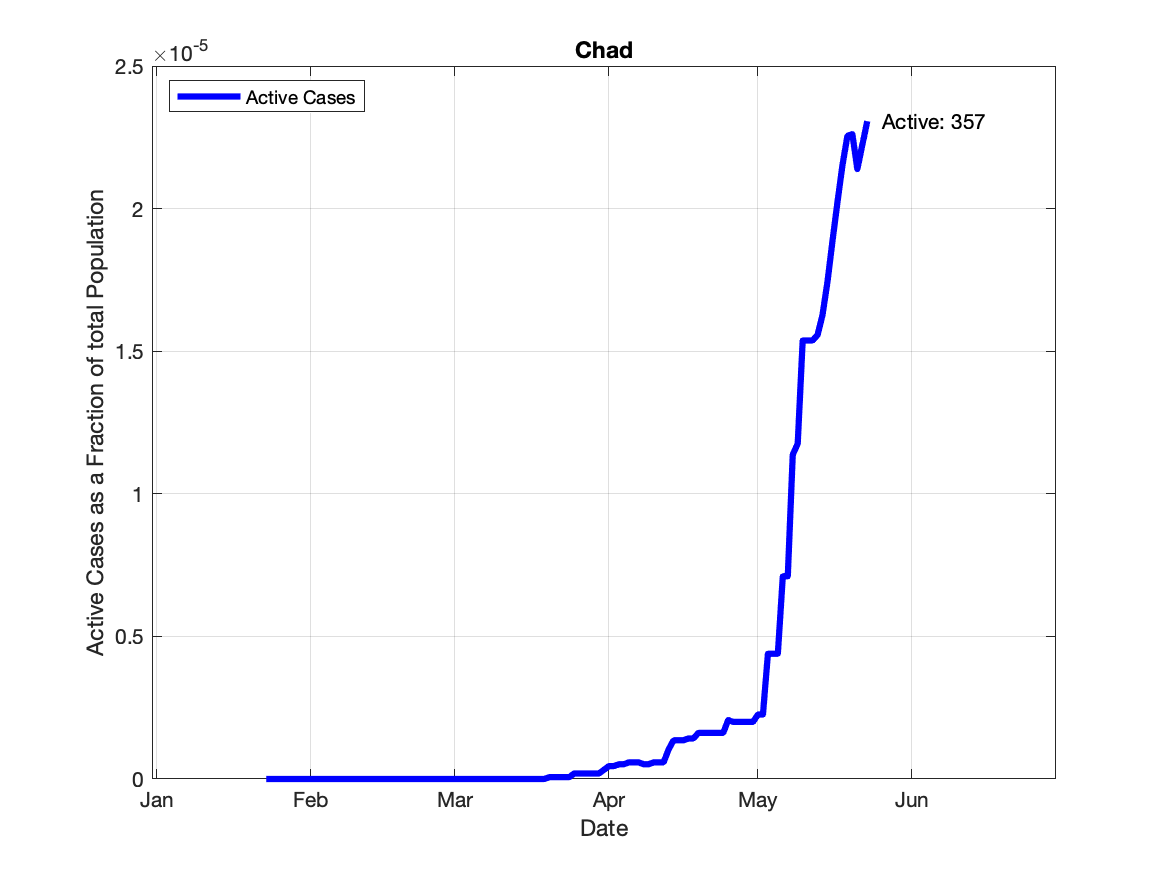 Chad
×10-5
2.5
2
1.5
1
0.5
0
Active Cases as a Fraction of total Population
Active Cases
Active: 357
Jan Feb Mar Apr May Jun
Date